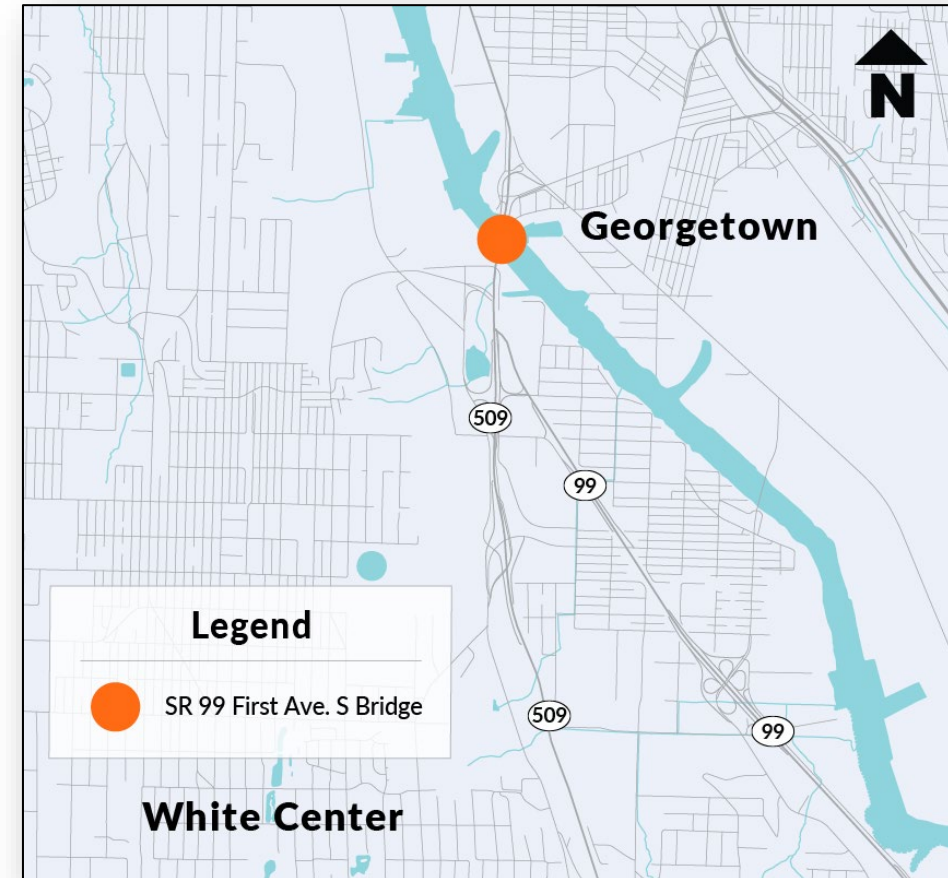 N
Georgetown
509
99
Legend
SR 99 First Ave. S Bridge
509
99
White Center